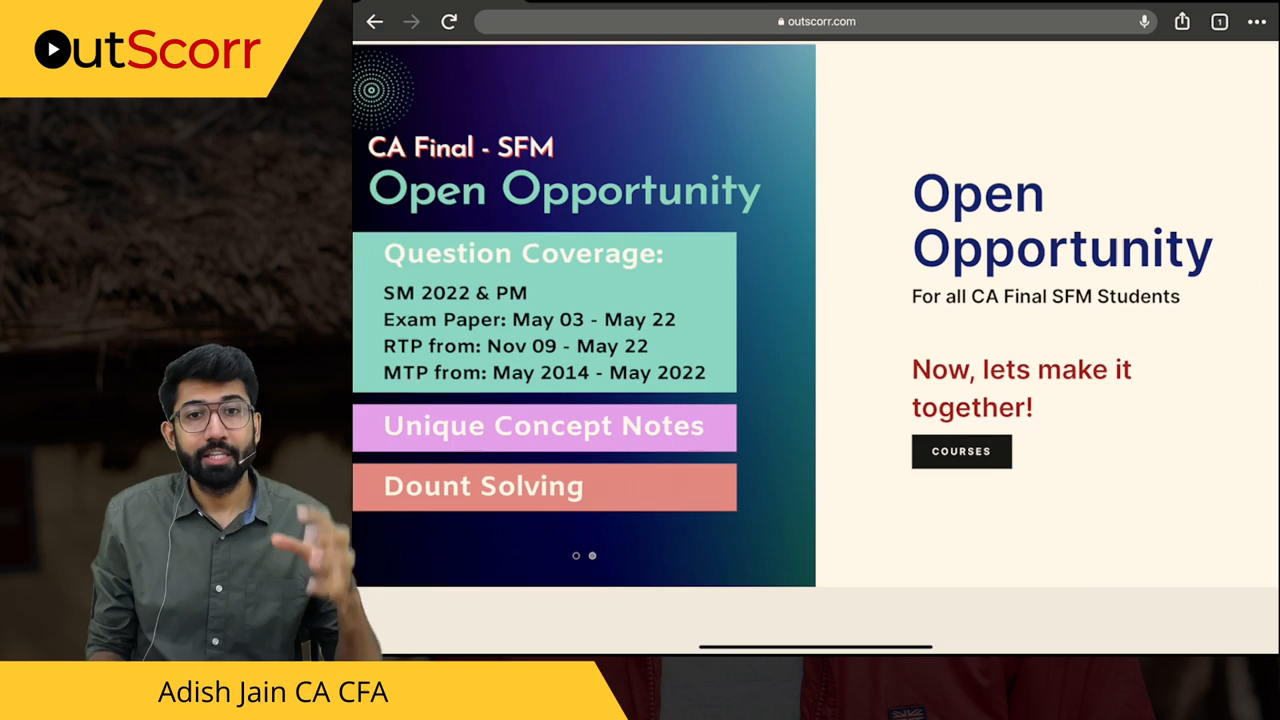 OutScorr
outscorr.com
1
CA Final - SFM
Open Opportunity
Question Coverage:
SM 2022 & PM
Exam Paper: May 03 - May 22
RTP from: Nov 09 - May 22
MTP from: May 2014 - May 2022
Unique Concept Notes
Dount Solving
Open
Opportunity
For all CA Final SFM Students
Now, lets make it
together!
COURSES
Adish Jain CA CFA